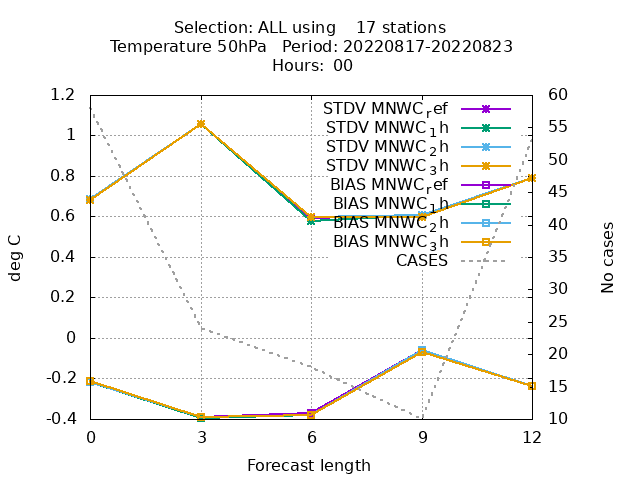 Selection: ALL using    17 stations
Temperature 50hPa   Period: 20220817-20220823
Hours:  00
1.2
1
0.8
0.6
0.4
0.2
0
-0.2
-0.4
deg C
60
55
50
45
40
35
30
25
20
15
10
No cases
STDV MNWC_ref
STDV MNWC_1h
STDV MNWC_2h
STDV MNWC_3h
BIAS MNWC_ref
BIAS MNWC_1h
BIAS MNWC_2h
BIAS MNWC_3h
CASES
0 3 6 9 12
Forecast length